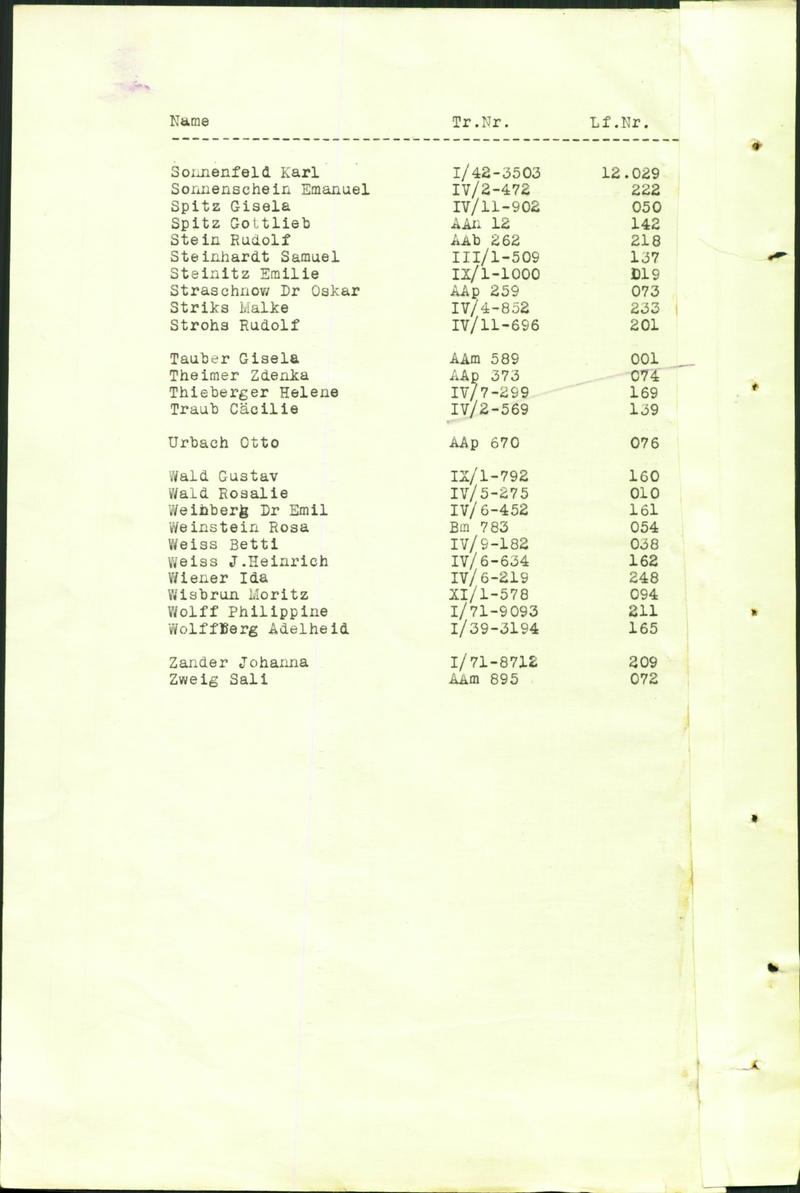 Name Tr.Nr. Lf.Nr.
Sonnenfeld Karl I/42-3503 12.029
Sonnenschein Emanuel IV/2-472 222
Spitz Gisela IV/11-902 050
Spitz Gottlieb AAn 12 142
Stein Rudolf AAb 262 218
Steinhardt Samuel III/1-509 137
Steinitz Emilie IX/1-1000 019
Straschnow Dr Oskar AAp 259 073
Striks Malke IV/4-852 233
Strohs Rudolf IV/11-696 201
Tauber Gisela AAm 589 001
Theimer Zdenka AAp 373 074
Thieberger Helene IV/7-299 169
Traub Cäcilie IV/2-569 139
Urbach Otto AAp 670 076
Wald Gustav IX/1-792 160
Wald Rosalie IV/5-275 010
Weinberg Dr Emil IV/6-452 161
Weinstein Rosa Bm 783 054
Weiss Betti IV/9-182 038
Weiss J.Heinrich IV/6-634 162
Wiener Ida IV/6-219 248
Wisbrun Moritz XI/1-578 094
Wolff Philippine I/71-9093 211
Wolffberg Adelheid I/39-3194 165
Zander Johanna I/71-8712 209
Zweig Sali AAm 895 072